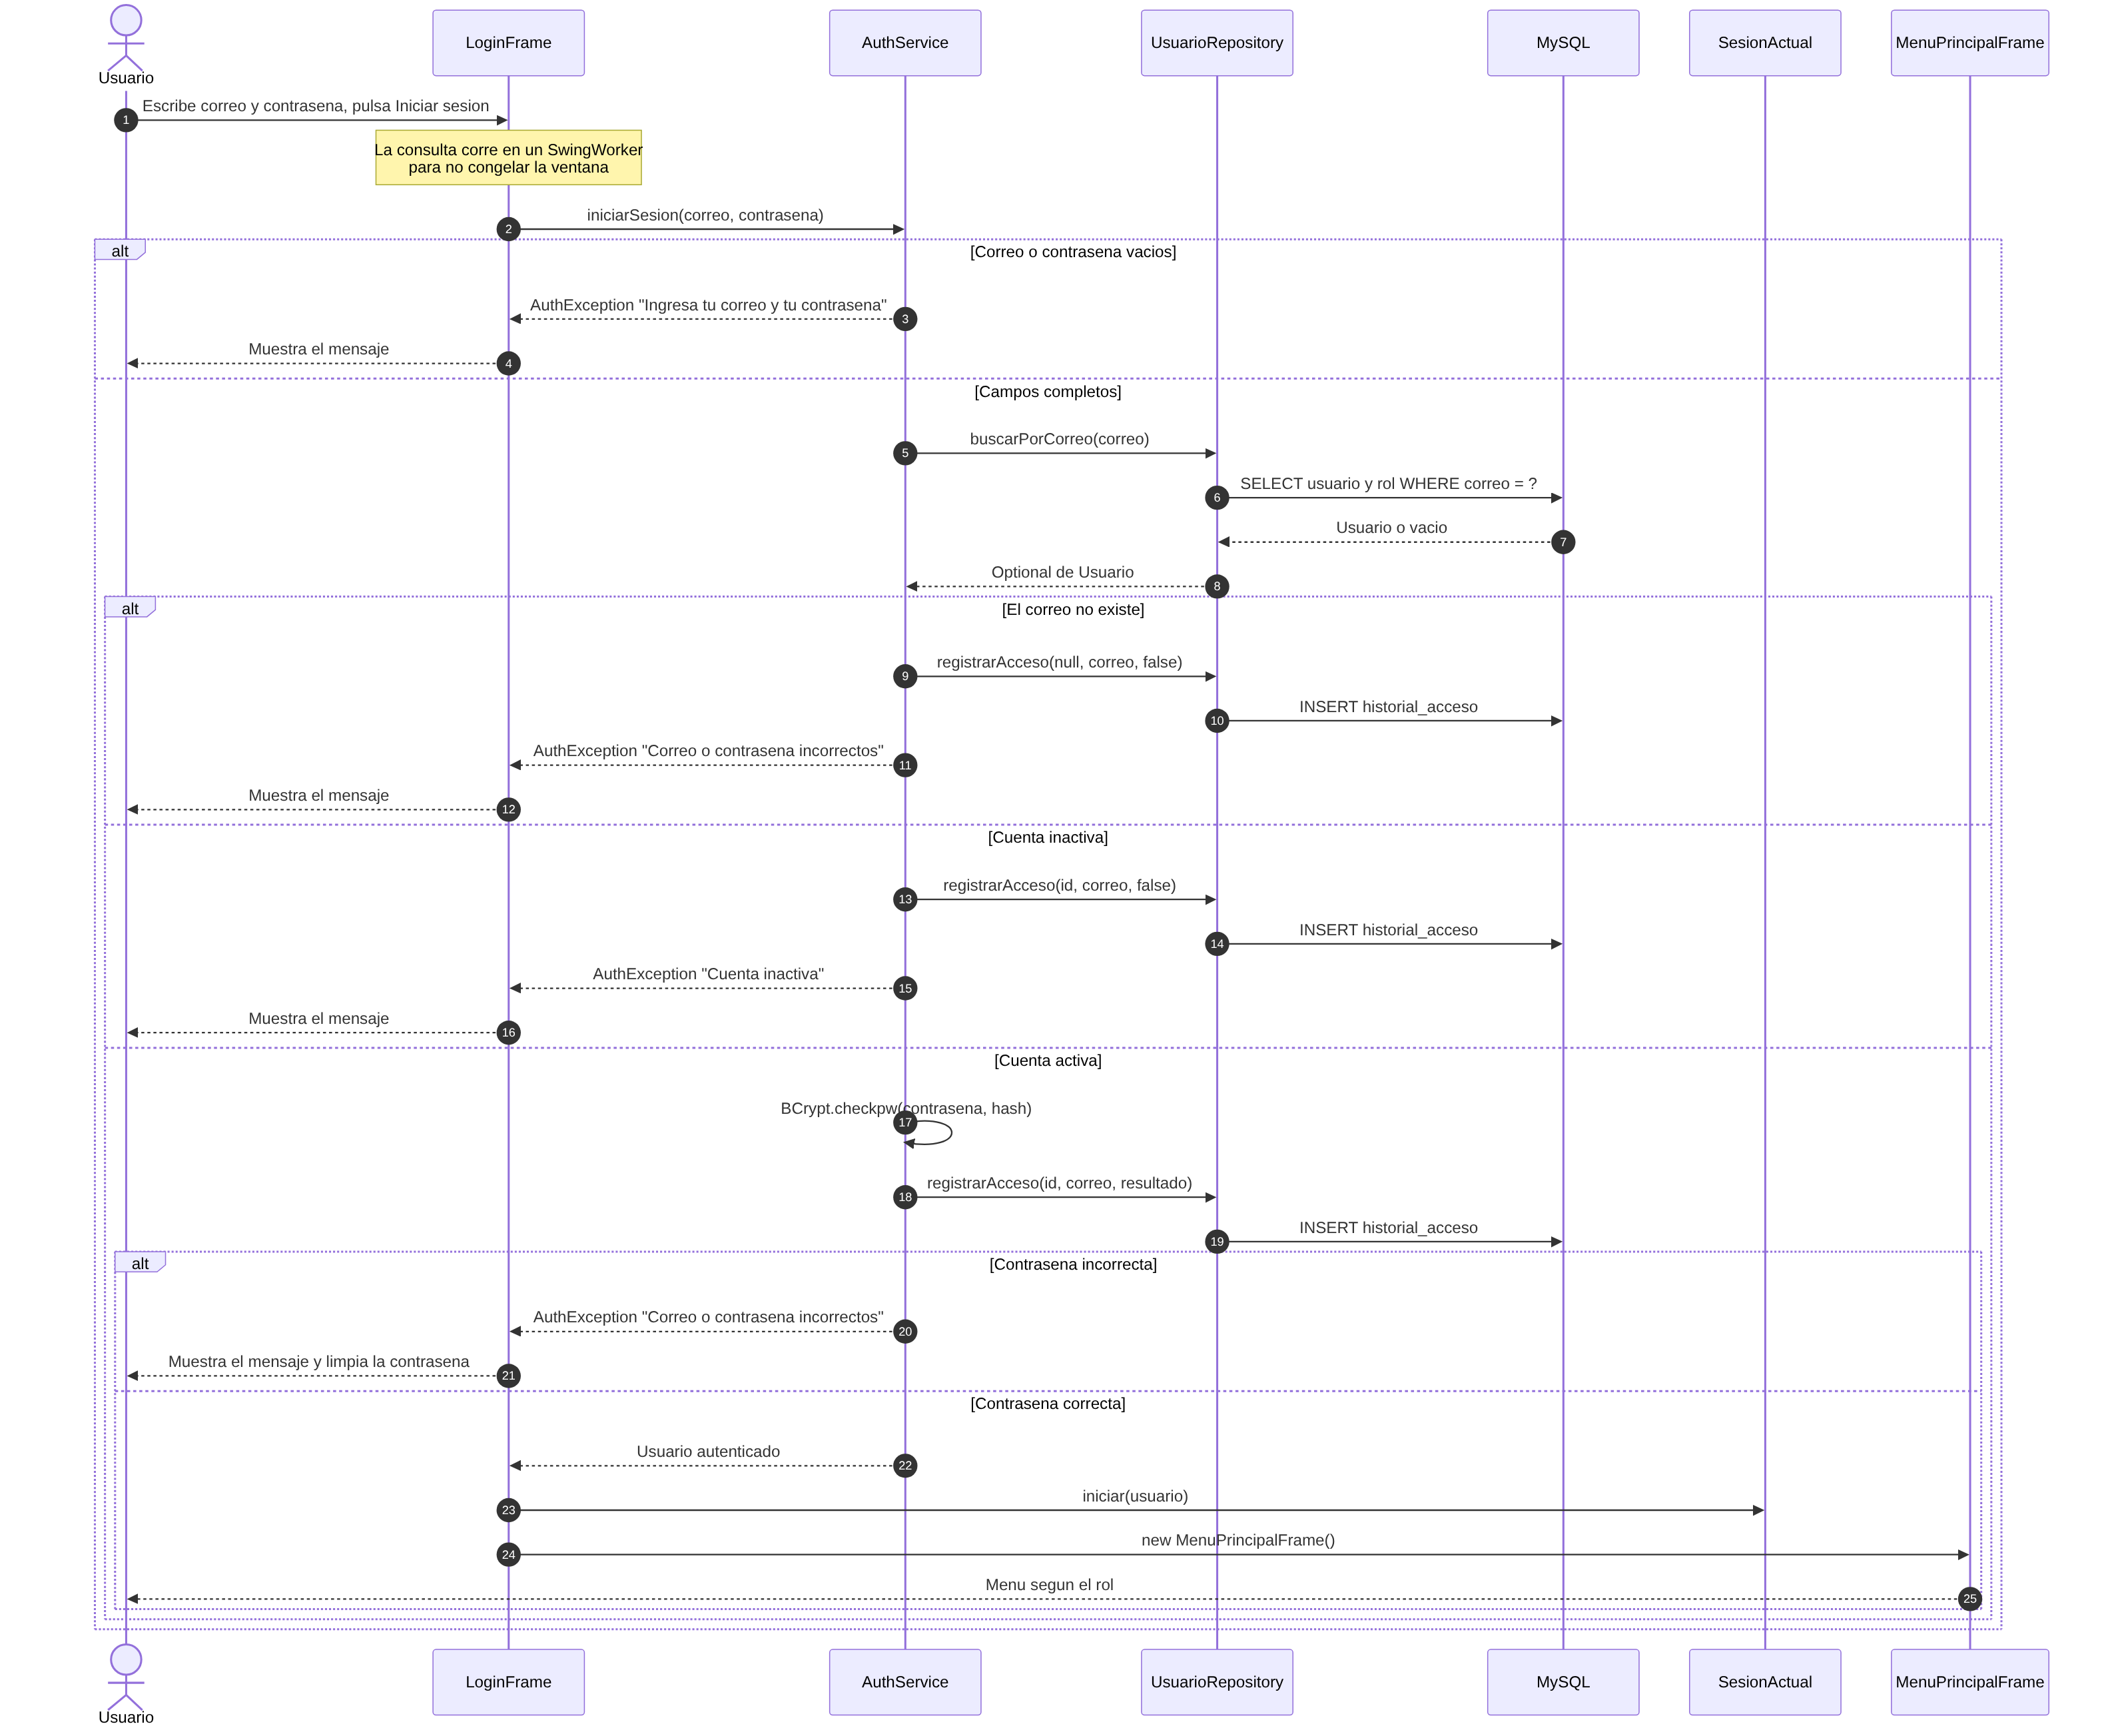 Usuario
LoginFrame
AuthService
UsuarioRepository
MySQL
SesionActual
MenuPrincipalFrame
1 Escribe correo y contrasena, pulsa Iniciar sesion
La consulta corre en un SwingWorker
para no congelar la ventana
2 iniciarSesion(correo, contrasena)
alt [Correo o contrasena vacios]
AuthException "Ingresa tu correo y tu contrasena" 3
Muestra el mensaje 4
[Campos completos]
5 buscarPorCorreo(correo)
6 SELECT usuario y rol WHERE correo = ?
Usuario o vacio 7
Optional de Usuario 8
alt [El correo no existe]
9 registrarAcceso(null, correo, false)
10 INSERT historial_acceso
AuthException "Correo o contrasena incorrectos" 11
Muestra el mensaje 12
[Cuenta inactiva]
13 registrarAcceso(id, correo, false)
14 INSERT historial_acceso
AuthException "Cuenta inactiva" 15
Muestra el mensaje 16
[Cuenta activa]
BCrypt.checkpw(contrasena, hash)
17
18 registrarAcceso(id, correo, resultado)
19 INSERT historial_acceso
alt [Contrasena incorrecta]
AuthException "Correo o contrasena incorrectos" 20
Muestra el mensaje y limpia la contrasena 21
[Contrasena correcta]
Usuario autenticado 22
23 iniciar(usuario)
24 new MenuPrincipalFrame()
Menu segun el rol 25
Usuario
LoginFrame
AuthService
UsuarioRepository
MySQL
SesionActual
MenuPrincipalFrame